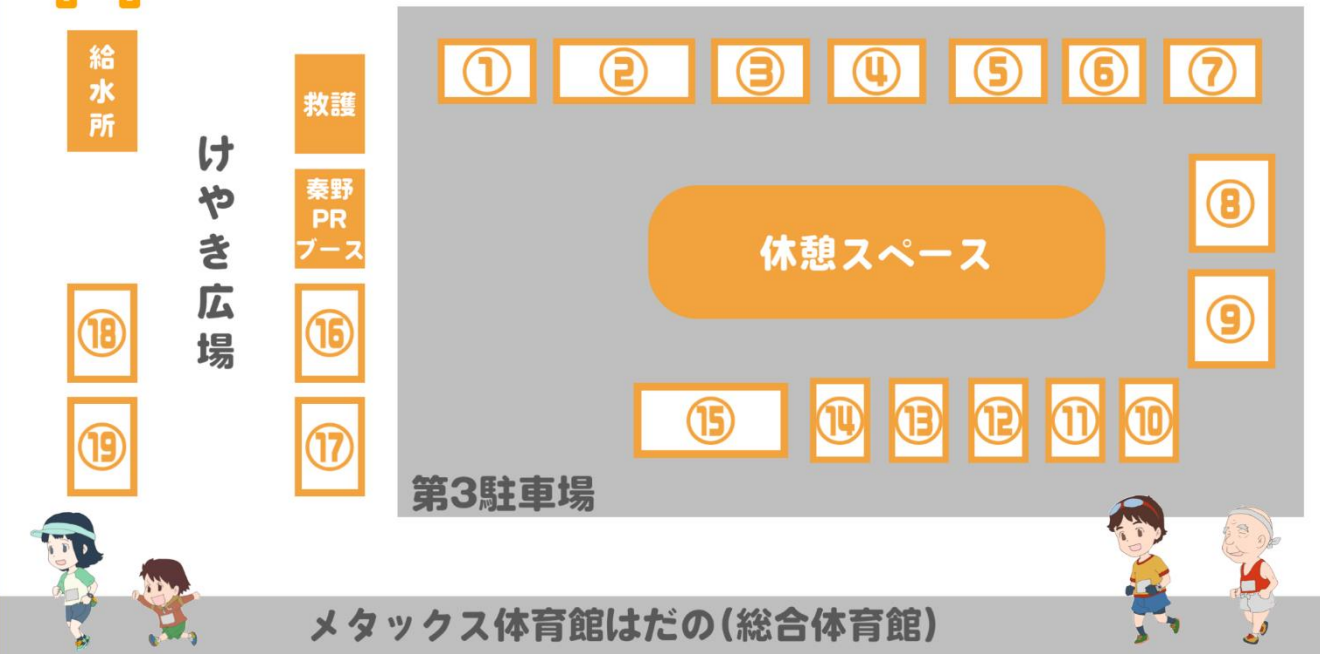 給水所
けやき広場
救護
秦野
PR
ブース
①
②
③
④
⑤
⑥
⑦
⑧
⑨
休憩スペース
⑱
⑲
⑯
⑰
⑮
⑭
⑬
⑫
⑪
⑩
第3駐車場
メタックス体育館はだの(総合体育館)